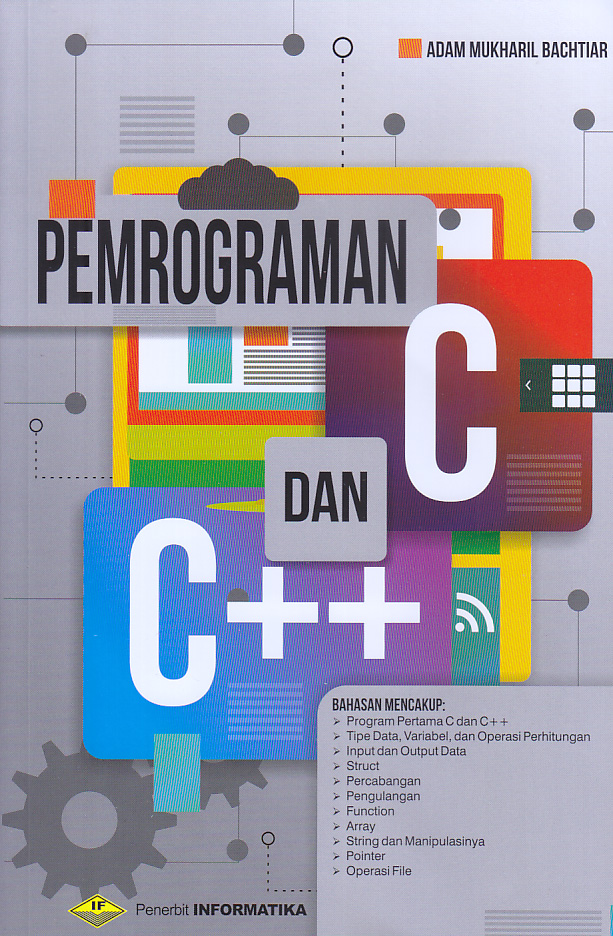 ADAM MUKHARIL BACHTIAR
PEMROGRAMAN
C
DAN
C++
BAHASAN MENCAKUP:
➢ Program Pertama C dan C++
➢ Tipe Data, Variabel, dan Operasi Perhitungan
➢ Input dan Output Data
➢ Struct
➢ Percabangan
➢ Pengulangan
➢ Function
➢ Array
➢ String dan Manipulasinya
➢ Pointer
➢ Operasi File
IF Penerbit INFORMATIKA